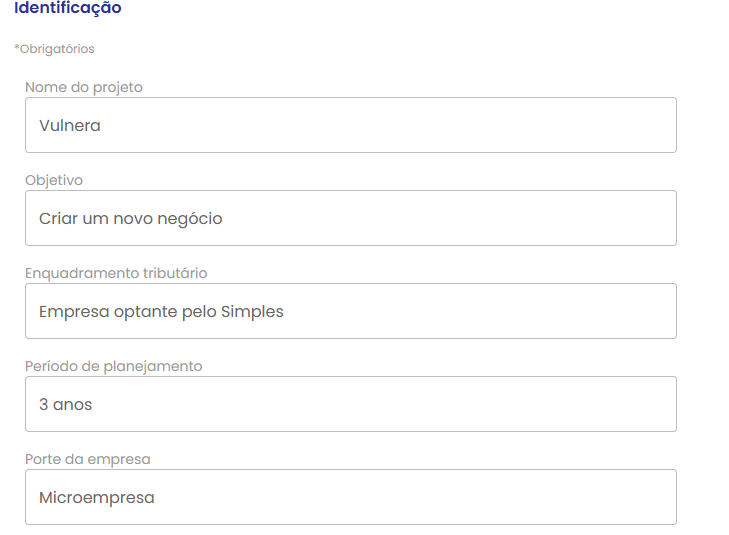 Identificação
*Obrigatórios
Nome do projeto
Vulnera
Objetivo
Criar um novo negócio
Enquadramento tributário
Empresa optante pelo Simples
Período de planejamento
3 anos
Porte da empresa
Microempresa